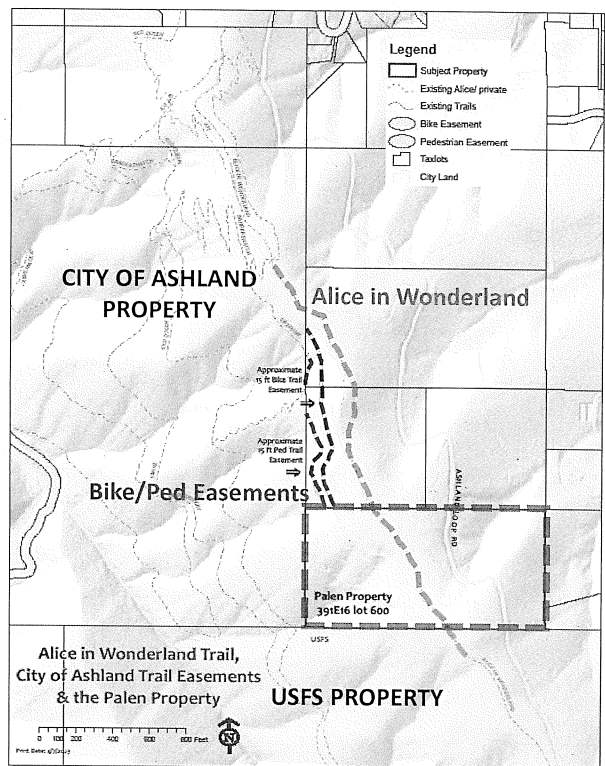 Legend
Subject Property
Existing Alice/ private
Existing Trails
Bike Easement
Pedestrian Easement
Taxlots
City Land
CITY OF ASHLAND
PROPERTY
Alice in Wonderland
Approximate
15 ft Bike Trail
Easement
Approximate
15 ft Ped Trail
Easement
Bike/Ped Easements
ASHLAND LOOP RD
Palen Property
391E16 lot 600
USFS
Alice in Wonderland Trail,
City of Ashland Trail Easements
& the Palen Property
USFS PROPERTY
ALICE IN WONDERLAND
0 100 200 400 600 800 Feet
N